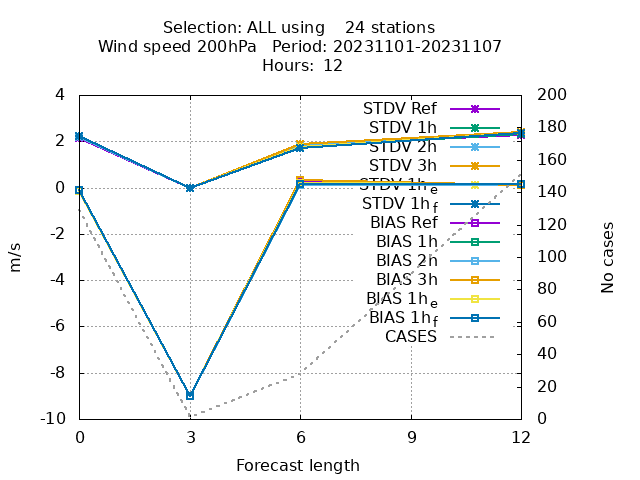 Selection: ALL using    24 stations
Wind speed 200hPa   Period: 20231101-20231107
Hours:  12
4
2
0
-2
-4
-6
-8
-10
m/s
STDV Ref
STDV 1h
STDV 2h
STDV 3h
STDV 1he
STDV 1hf
BIAS Ref
BIAS 1h
BIAS 2h
BIAS 3h
BIAS 1he
BIAS 1hf
CASES
200
180
160
140
120
100
80
60
40
20
0
No cases
0 3 6 9 12
Forecast length